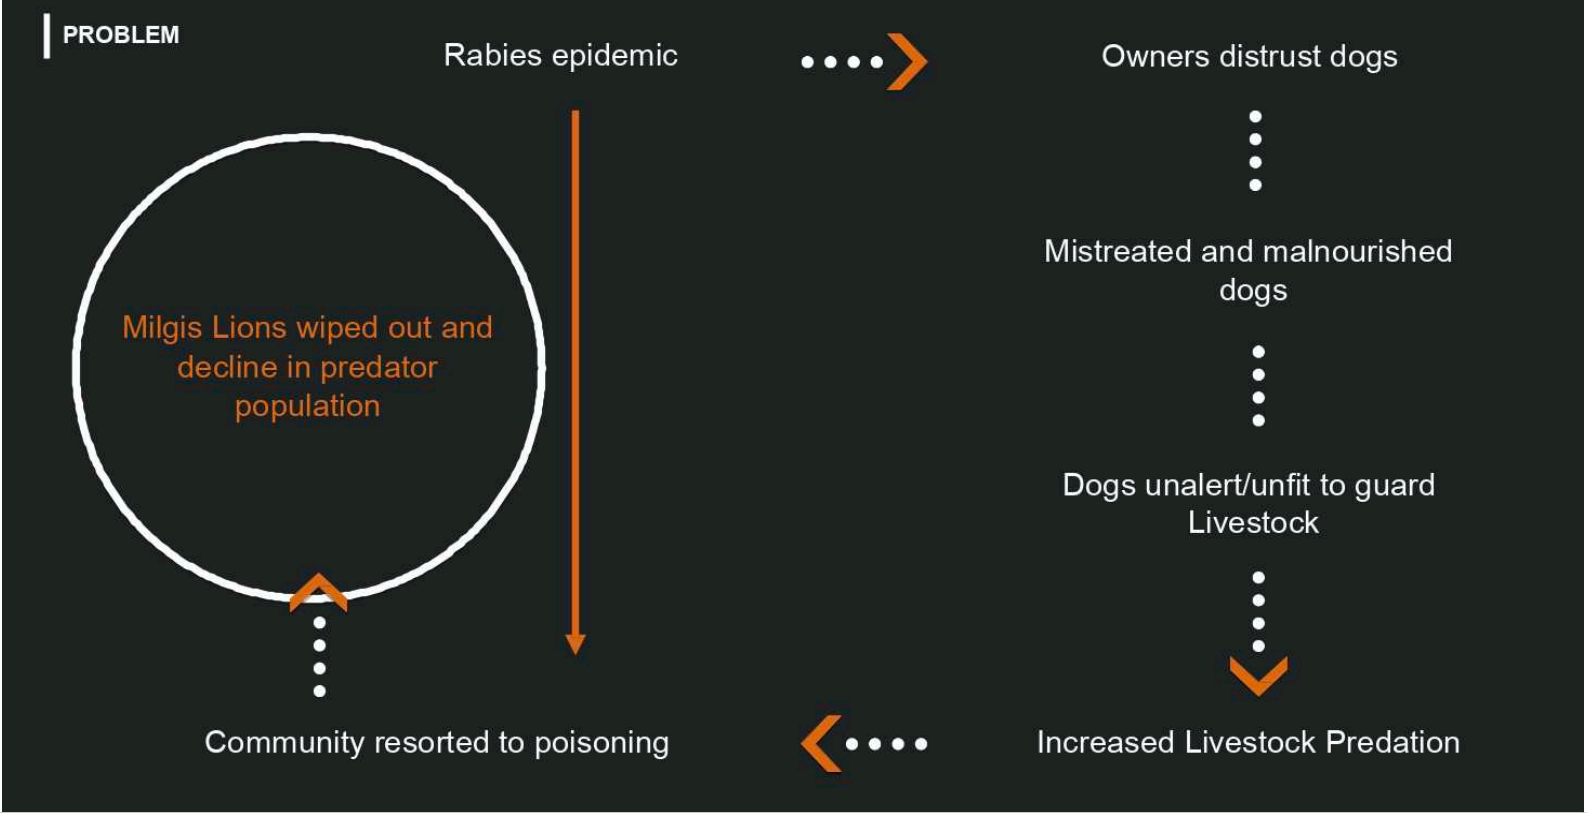 PROBLEM
Rabies epidemic
Owners distrust dogs
Mistreated and malnourished
dogs
Milgis Lions wiped out and
decline in predator
population
Dogs unalert/unfit to guard
Livestock
Community resorted to poisoning
Increased Livestock Predation